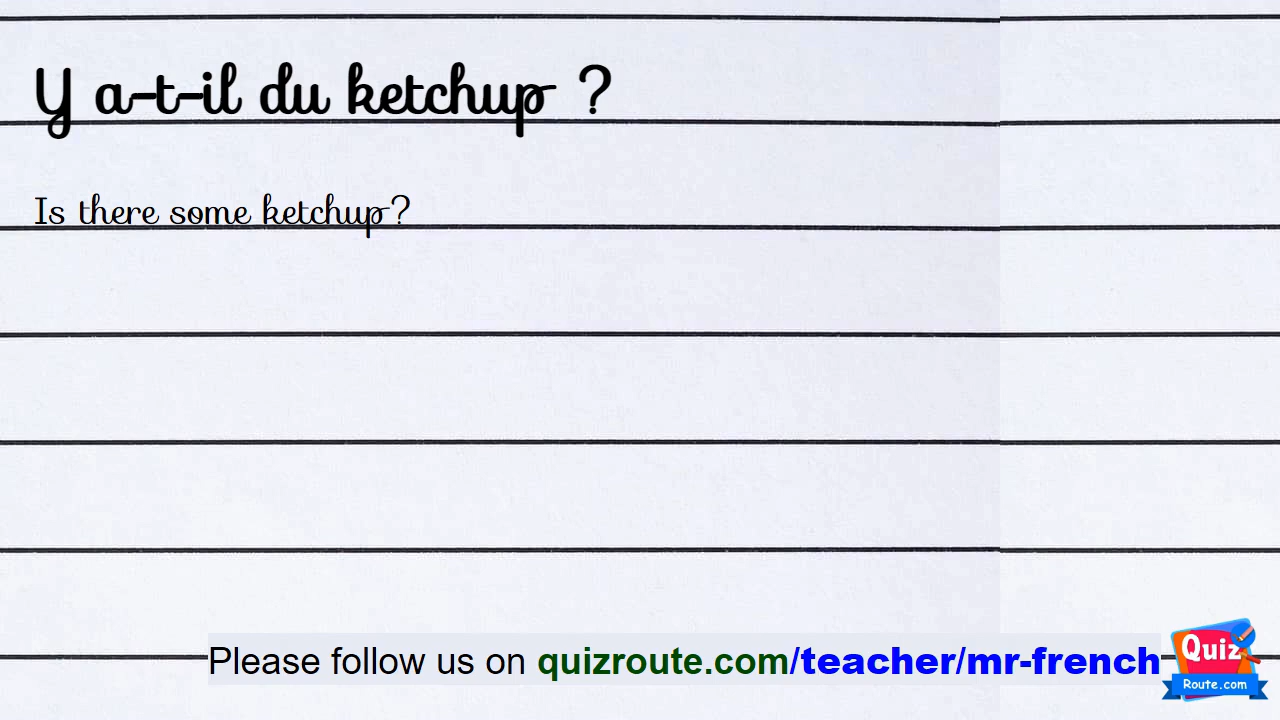 Y a-t-il du ketchup ?
Is there some ketchup?
Please follow us on quizroute.com/teacher/mr-french
Quiz
Route.com